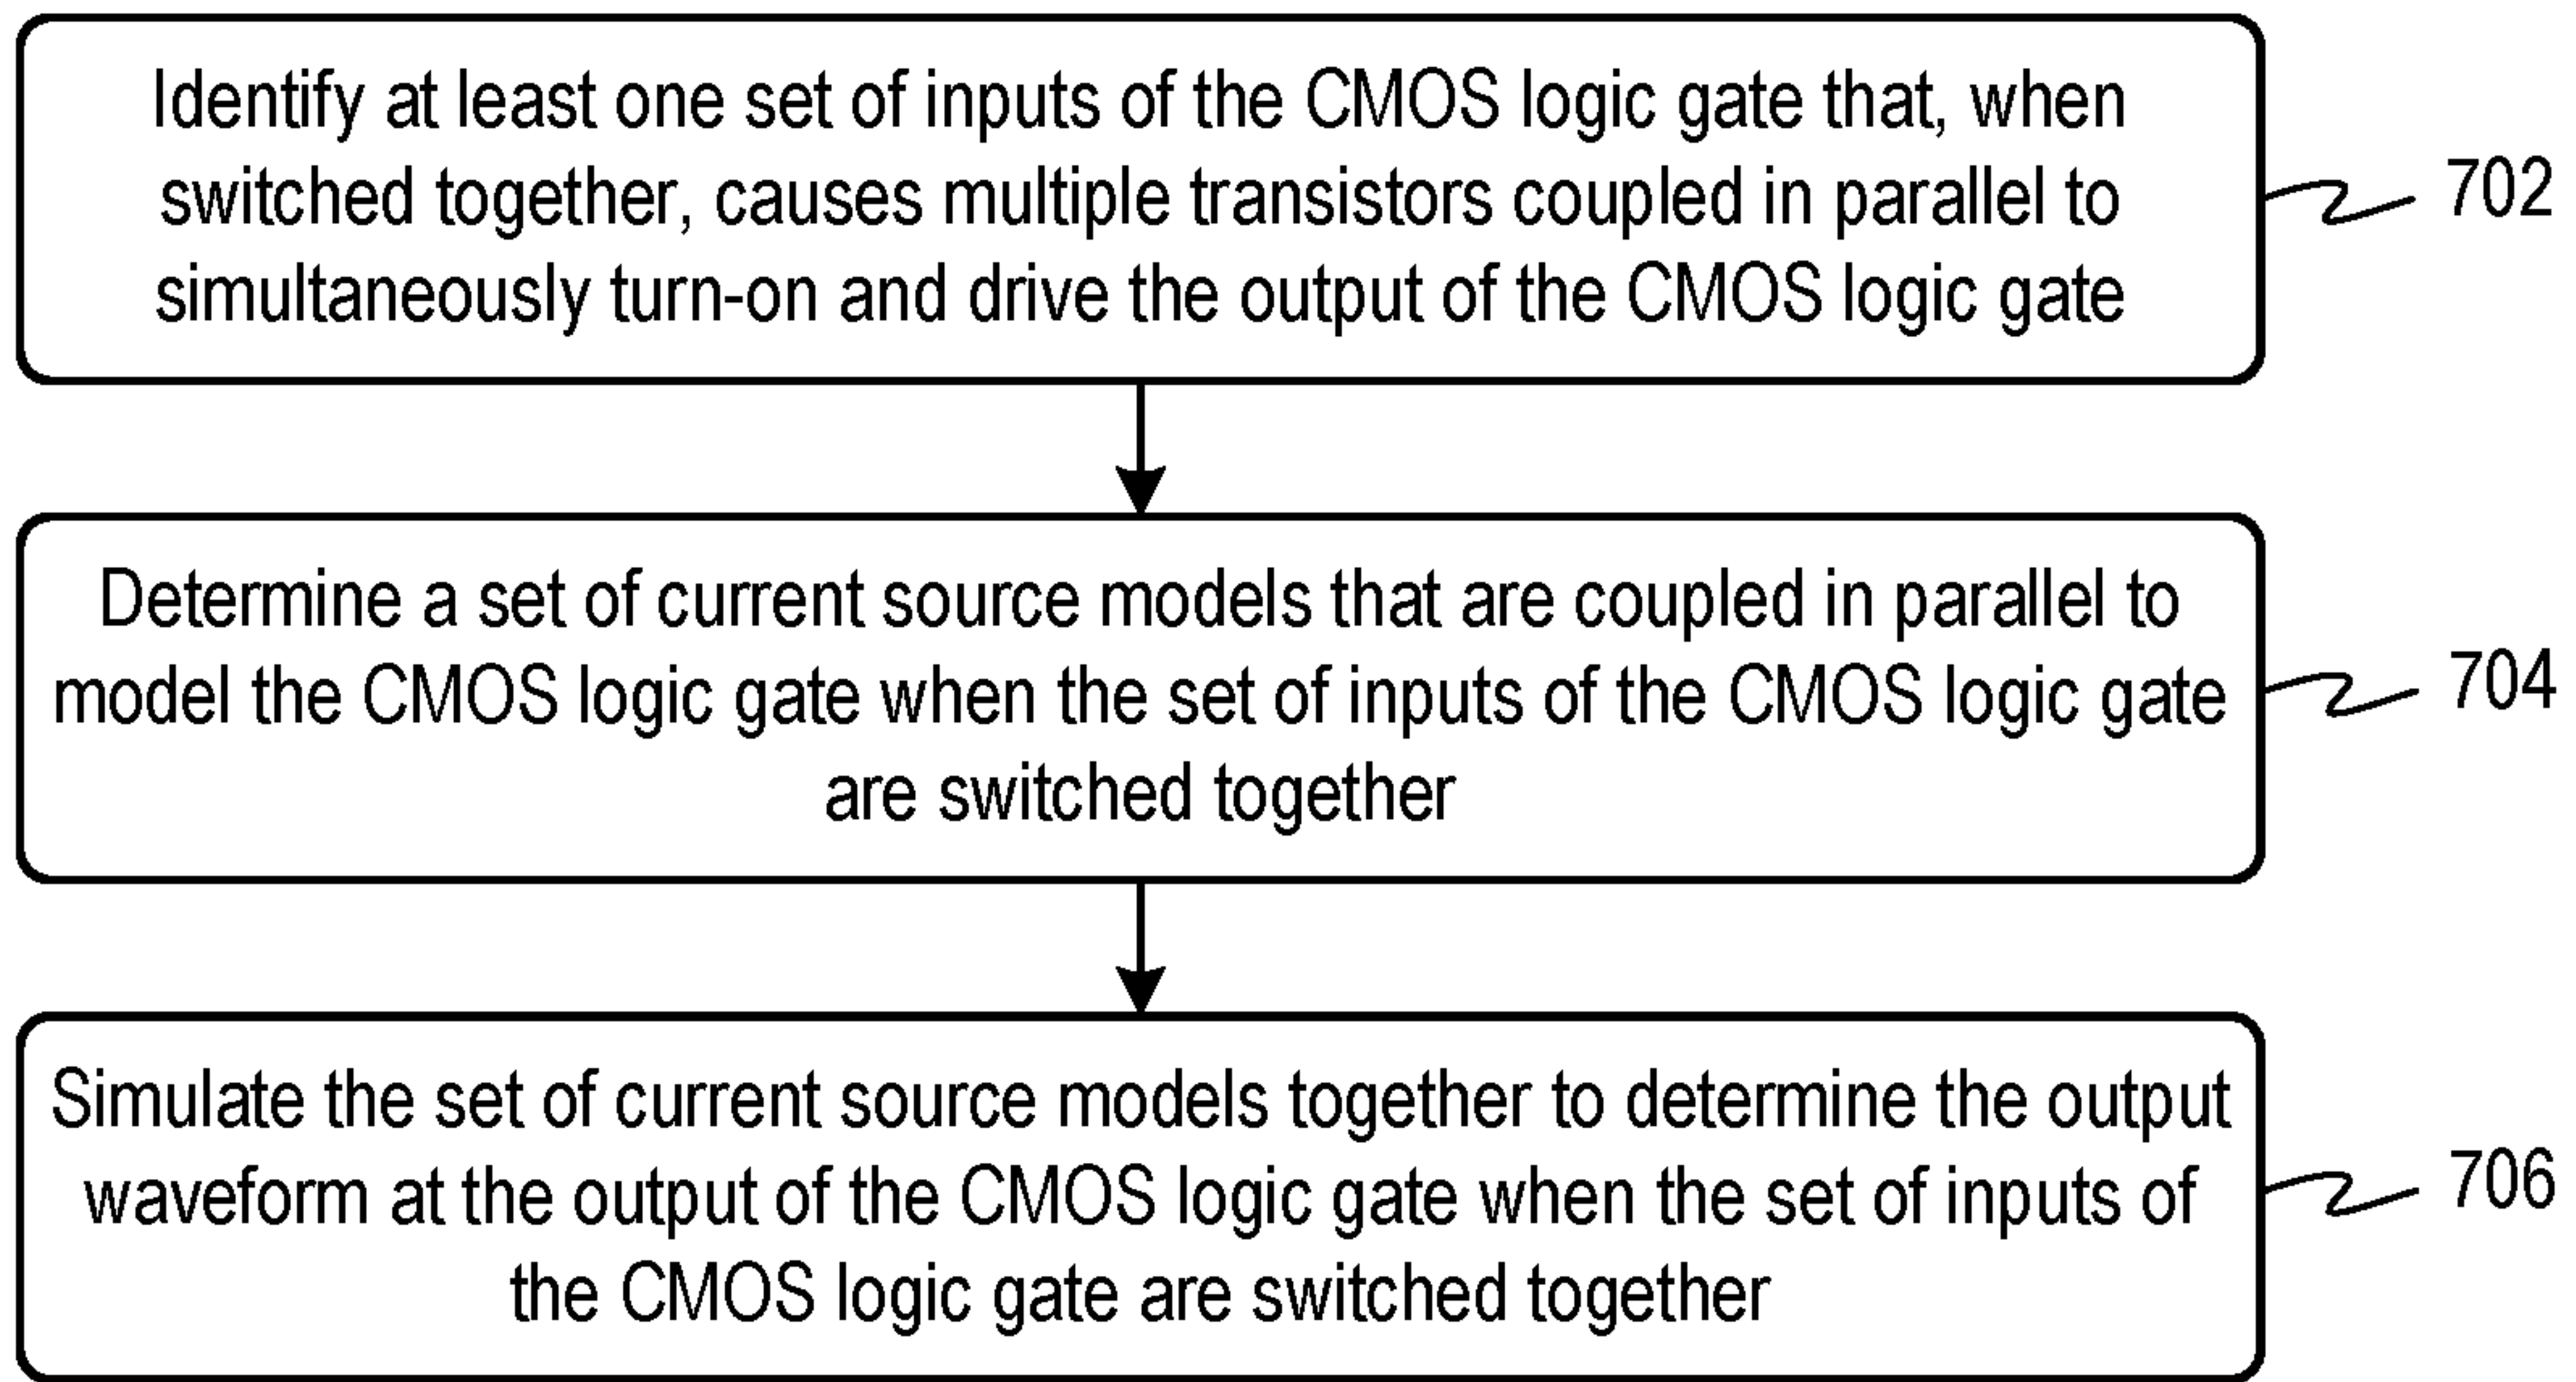 Identify at least one set of inputs of the CMOS logic gate that, when
switched together, causes multiple transistors coupled in parallel to
simultaneously turn-on and drive the output of the CMOS logic gate
702
Determine a set of current source models that are coupled in parallel to
model the CMOS logic gate when the set of inputs of the CMOS logic gate
are switched together
704
Simulate the set of current source models together to determine the output
waveform at the output of the CMOS logic gate when the set of inputs of
the CMOS logic gate are switched together
706